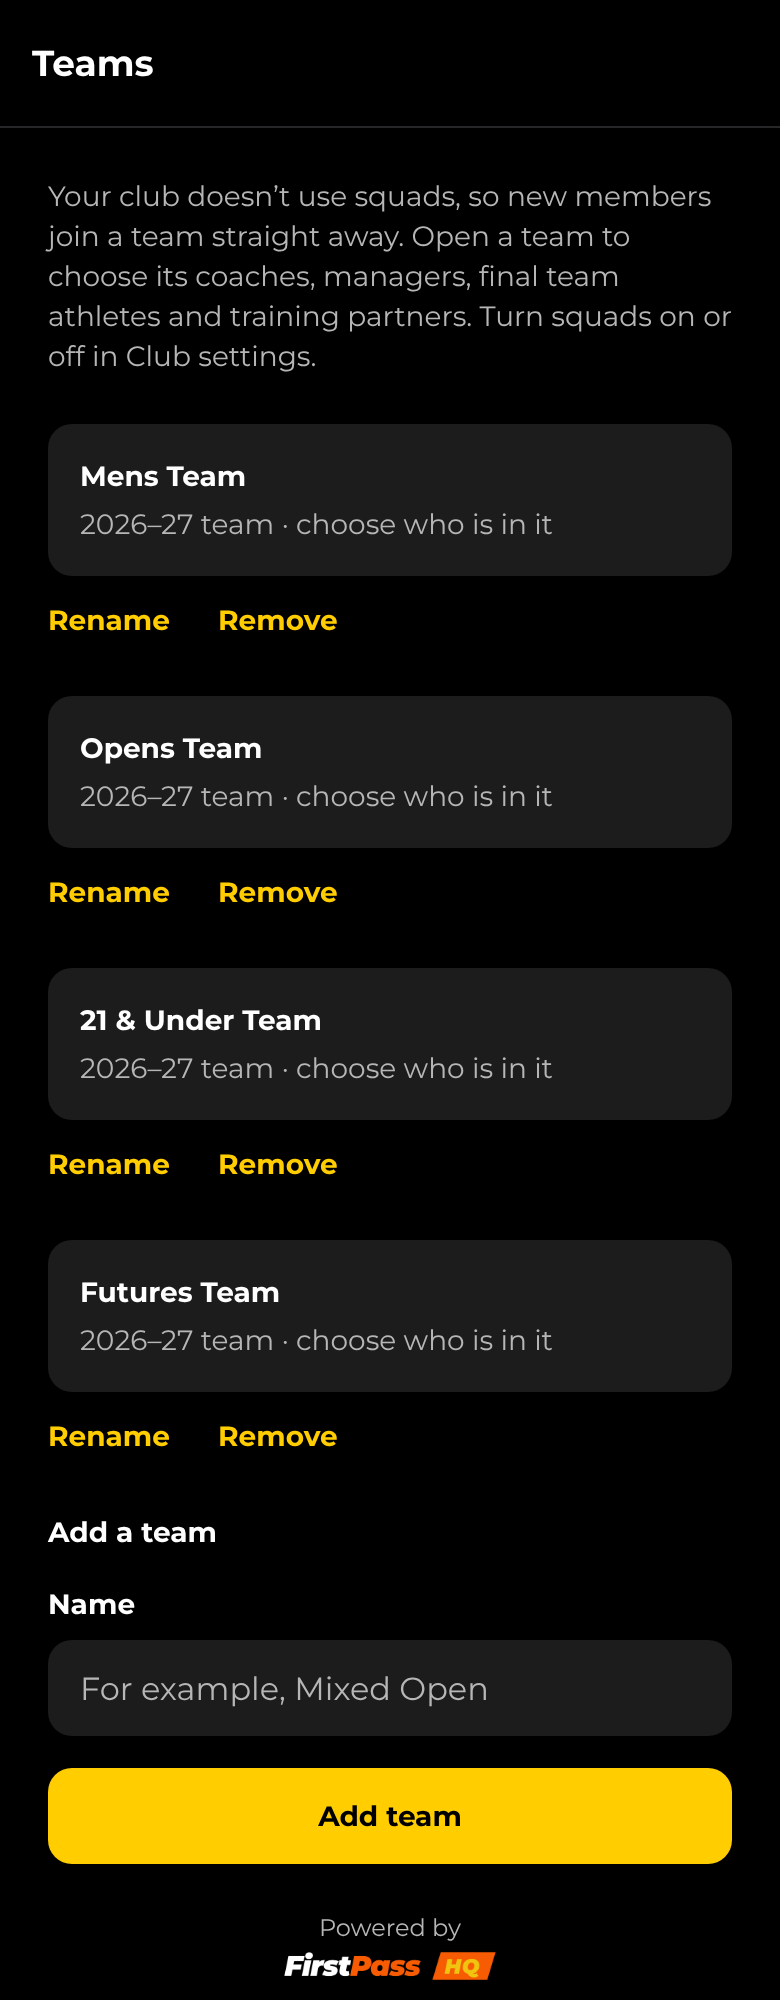 Teams
Your club doesn’t use squads, so new members
join a team straight away. Open a team to
choose its coaches, managers, final team
athletes and training partners. Turn squads on or
off in Club settings.
Mens Team
2026–27 team · choose who is in it
Rename Remove
Opens Team
2026–27 team · choose who is in it
Rename Remove
21 & Under Team
2026–27 team · choose who is in it
Rename Remove
Futures Team
2026–27 team · choose who is in it
Rename Remove
Add a team
Name
For example, Mixed Open
Add team
Powered by
FirstPass HQ